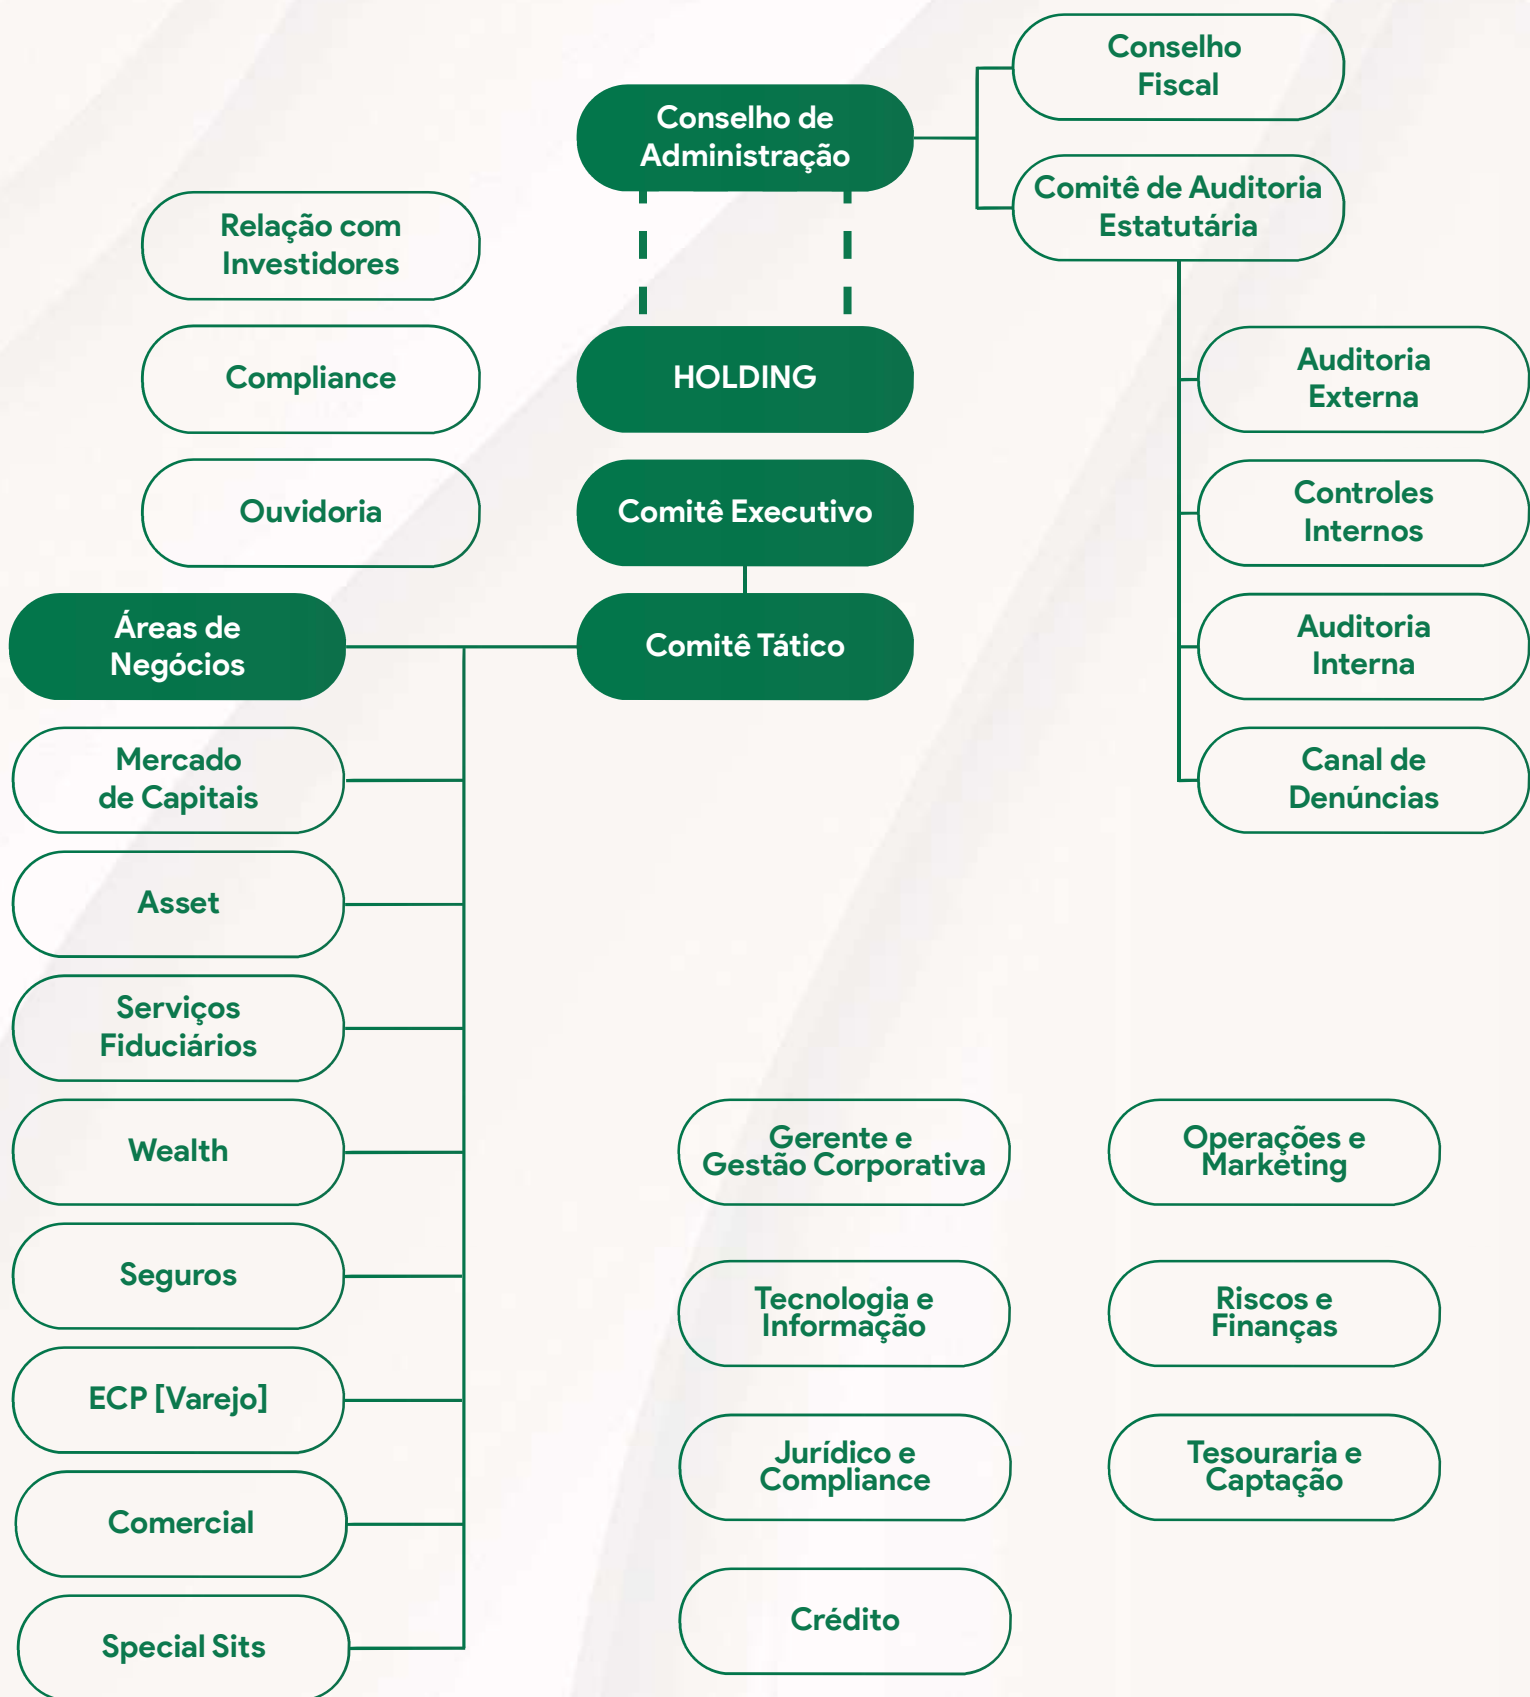 Conselho
Fiscal
Conselho de
Administração
Comitê de Auditoria
Estatutária
Relação com
Investidores
Compliance
Ouvidoria
HOLDING
Comitê Executivo
Comitê Tático
Auditoria
Externa
Controles
Internos
Auditoria
Interna
Canal de
Denúncias
Áreas de
Negócios
Mercado
de Capitais
Asset
Serviços
Fiduciários
Wealth
Seguros
ECP [Varejo]
Comercial
Special Sits
Gerente e
Gestão Corporativa
Operações e
Marketing
Tecnologia e
Informação
Riscos e
Finanças
Jurídico e
Compliance
Tesouraria e
Captação
Crédito